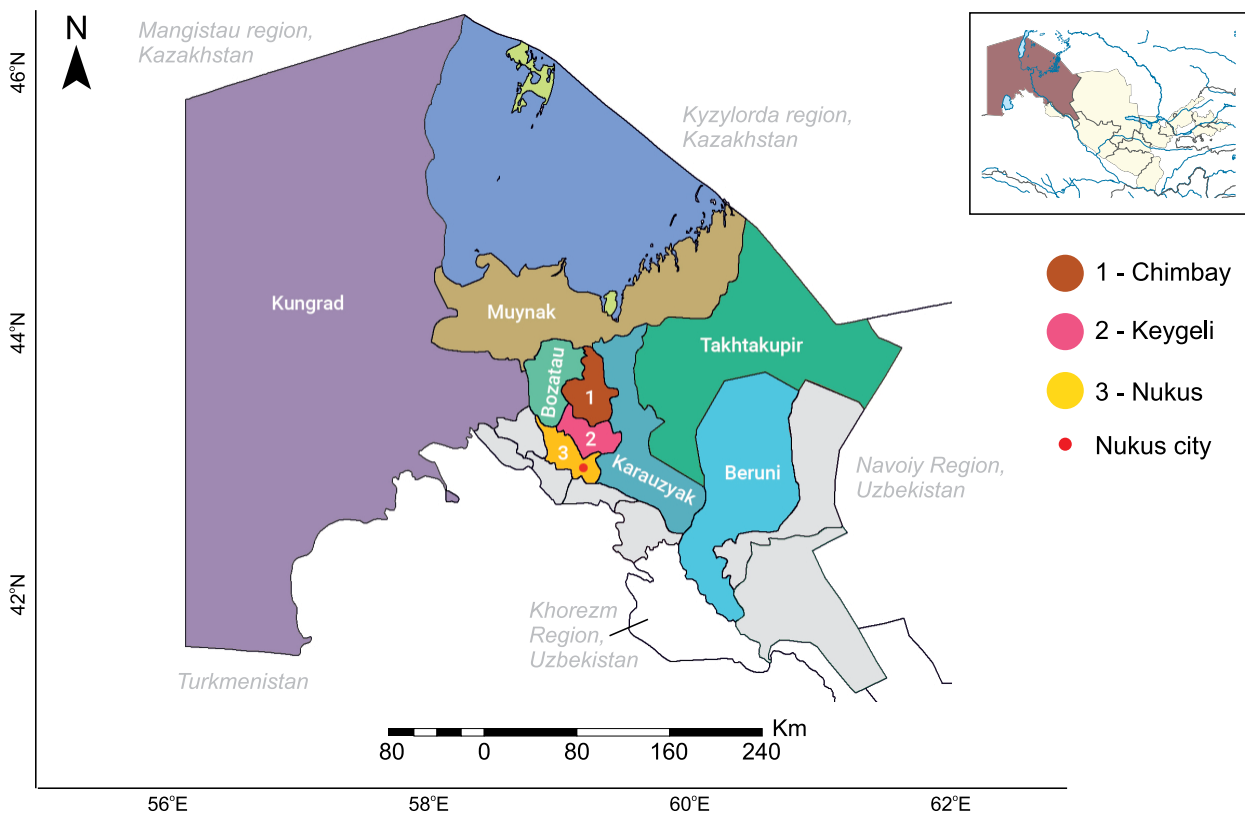 N
Mangistau region,
Kazakhstan
46°N
Kyzylorda region,
Kazakhstan
1 - Chimbay
Kungrad
Muynak
44°N
2 - Keygeli
Takhtakupir
Bozatau
1
3 - Nukus
2
3
Nukus city
Karauzyak
Beruni
Navoiy Region,
Uzbekistan
42°N
Khorezm
Region,
Uzbekistan
Turkmenistan
Km
80 0 80 160 240
56°E 58°E 60°E 62°E